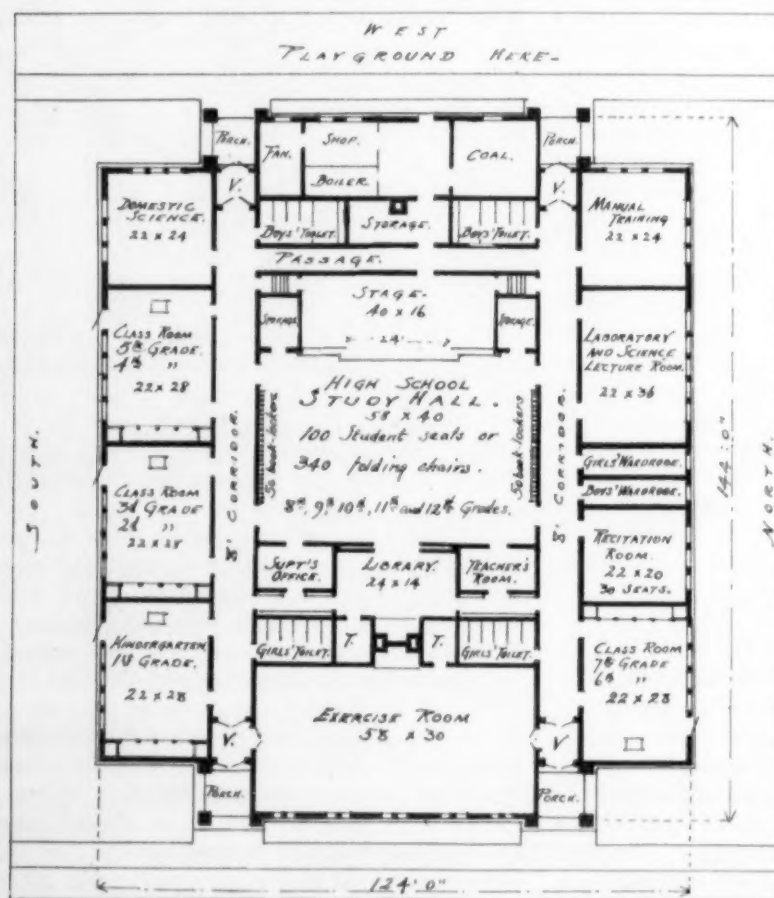 WEST
PLAYGROUND HERE-
PORCH.
FAN.
SHOP.
BOILER.
COAL.
PORCH.
V.
V.
DOMESTIC
SCIENCE.
22 x 24
BOYS' TOILET.
STORAGE.
BOYS' TOILET.
MANUAL
TRAINING
22 x 24
PASSAGE.
STAGE.
40 x 16
STORAGE.
24'
STORAGE.
CLASS ROOM
5th GRADE.
4th "
22 x 28
LABORATORY
AND SCIENCE
LECTURE ROOM.
22 x 36
HIGH SCHOOL
STUDY HALL.
58 x 40
100 Student seats or
340 folding chairs.
8th, 9th, 10th, 11th and 12th Grades.
50 book-lockers
50 book-lockers
8' CORRIDOR
8' CORRIDOR
SOUTH.
NORTH.
144'-0"
CLASS ROOM
3d GRADE
2d "
GIRLS' WARDROBE.
BOYS' WARDROBE.
RECITATION
ROOM.
22 x 20
30 SEATS.
SUPT'S
OFFICE.
LIBRARY.
24 x 14
TEACHER'S
ROOM.
KINDERGARTEN
1st GRADE.
22 x 28
GIRLS' TOILET.
T.
T.
GIRLS' TOILET.
CLASS ROOM
7th GRADE
6th "
22 x 28
EXERCISE ROOM
58 x 30
V.
V
PORCH.
PORCH.
124'0"